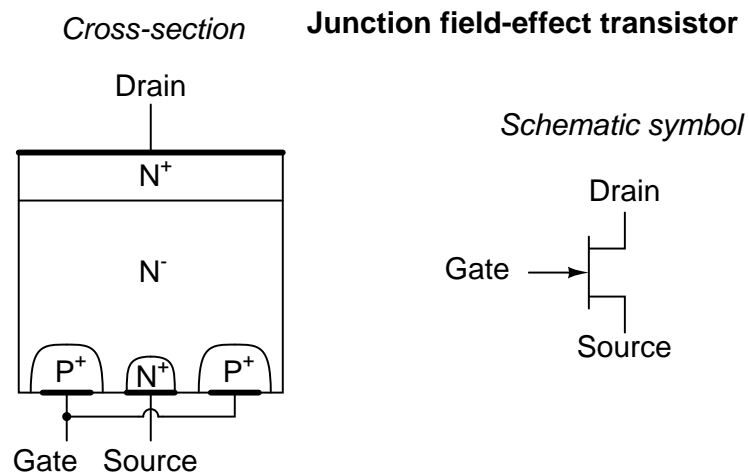 Cross-section
Junction field-effect transistor
Drain
N+
N-
P+
N+
P+
Gate
Source
Schematic symbol
Drain
Gate
Source